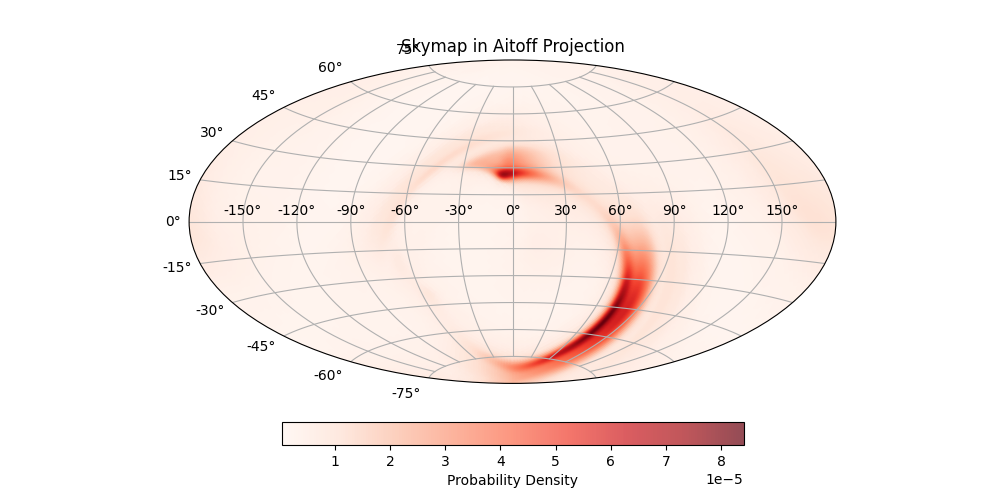 Skymap in Aitoff Projection
75°
60°
45°
30°
15°
-150° -120° -90° -60° -30° 0° 30° 60° 90° 120° 150°
0°
-15°
-30°
-45°
-60°
-75°
1 2 3 4 5 6 7 8
Probability Density
1e−5